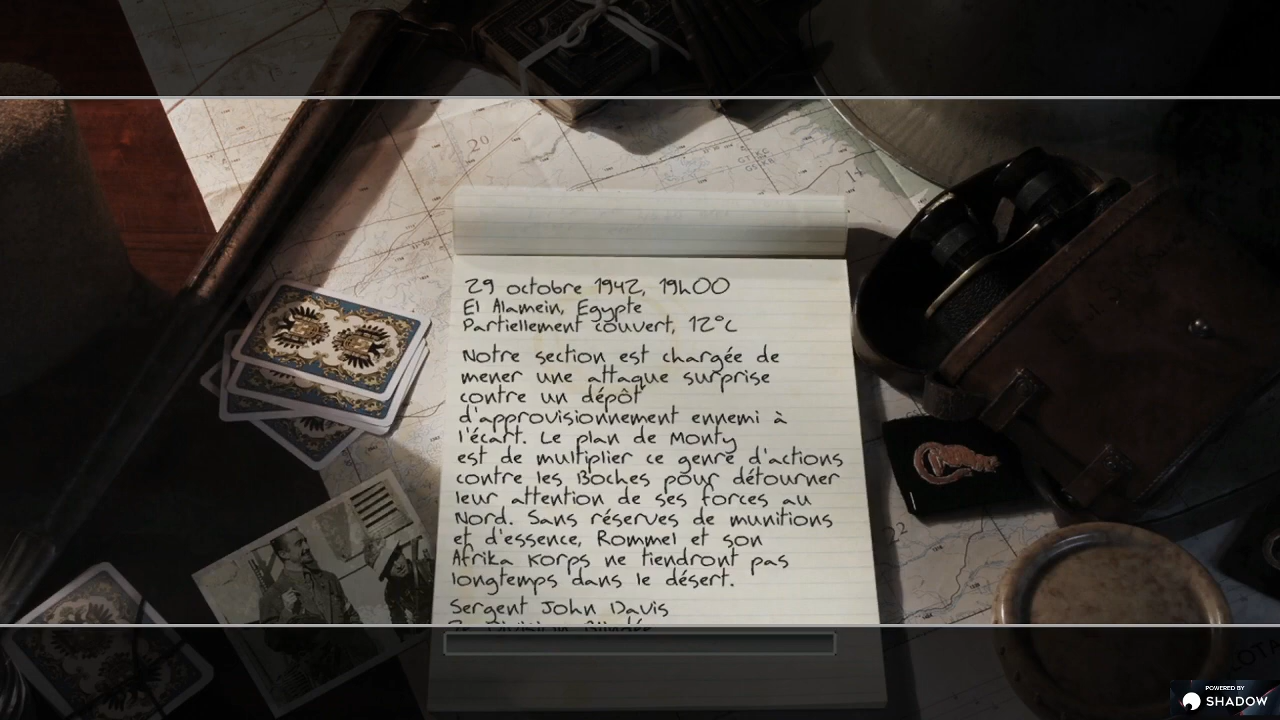 29 octobre 1942, 19h00
El Alamein, Egypte
Partiellement couvert, 12°C
Notre section est chargée de
mener une attaque surprise
contre un dépôt
d'approvisionnement ennemi à
l'écart. Le plan de Monty
est de multiplier ce genre d'actions
contre les Boches pour détourner
leur attention de ses forces au
Nord. Sans réserves de munitions
et d'essence, Rommel et son
Afrika Korps ne tiendront pas
longtemps dans le désert.
Sergent John Davis
POWERED BY
SHADOW